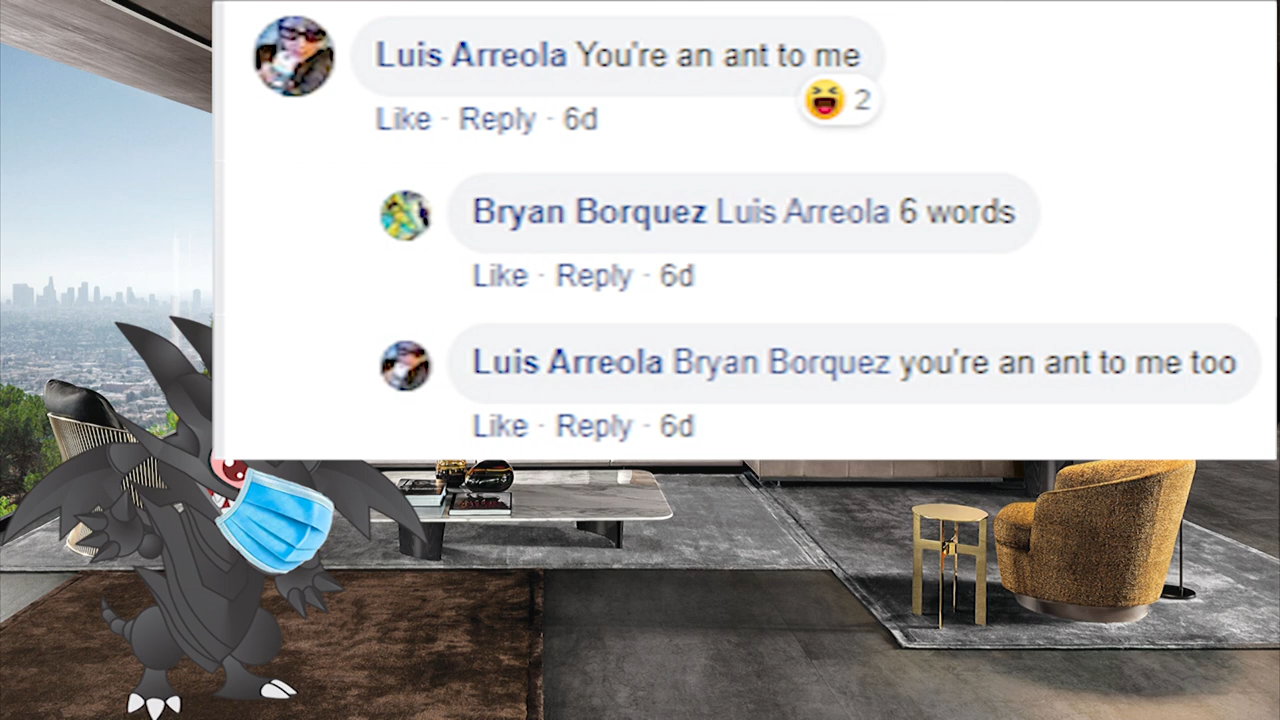 Luis Arreola You're an ant to me
2
Like · Reply · 6d
Bryan Borquez Luis Arreola 6 words
Like · Reply · 6d
Luis Arreola Bryan Borquez you're an ant to me too
Like · Reply · 6d